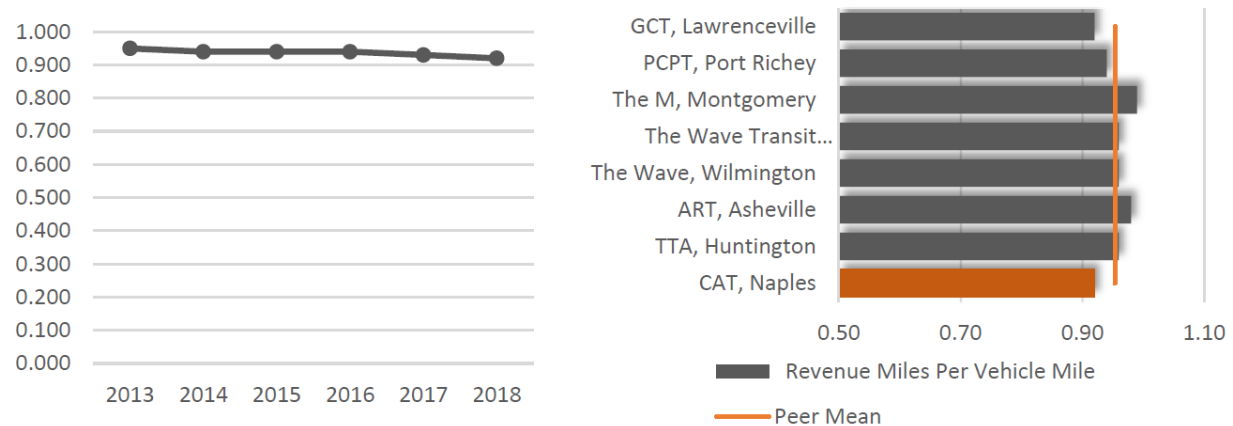 1.000
0.900
0.800
0.700
0.600
0.500
0.400
0.300
0.200
0.100
0.000
2013 2014 2015 2016 2017 2018
GCT, Lawrenceville
PCPT, Port Richey
The M, Montgomery
The Wave Transit...
The Wave, Wilmington
ART, Asheville
TTA, Huntington
CAT, Naples
0.50 0.70 0.90 1.10
Revenue Miles Per Vehicle Mile
Peer Mean